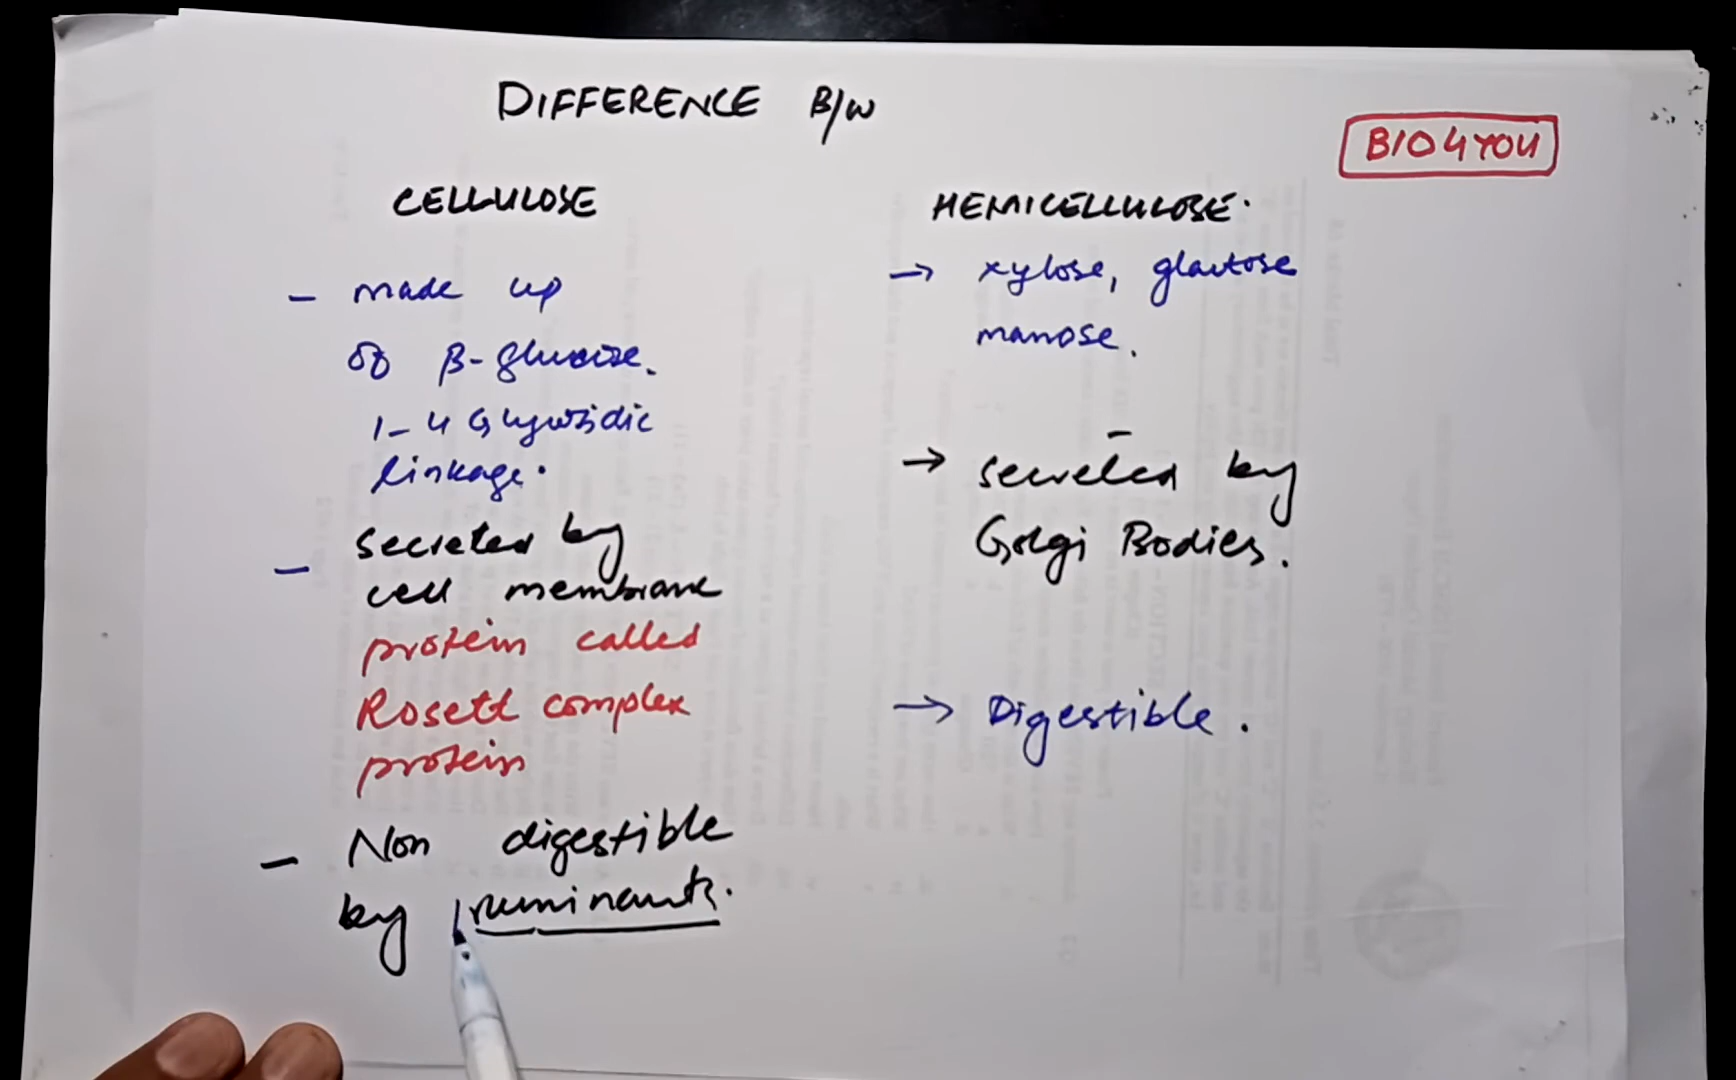 DIFFERENCE B/W
BIO4YOU
CELLULOSE
- made up
of β-glucose.
1-4 Glycosidic
linkage.
- secreted by
cell membrane
protein called
Rosett complex
protein
- Non digestible
by ruminants.
HEMICELLULOSE.
→ xylose, glactose
manose.
→ secreted by
Golgi Bodies.
→ Digestible.